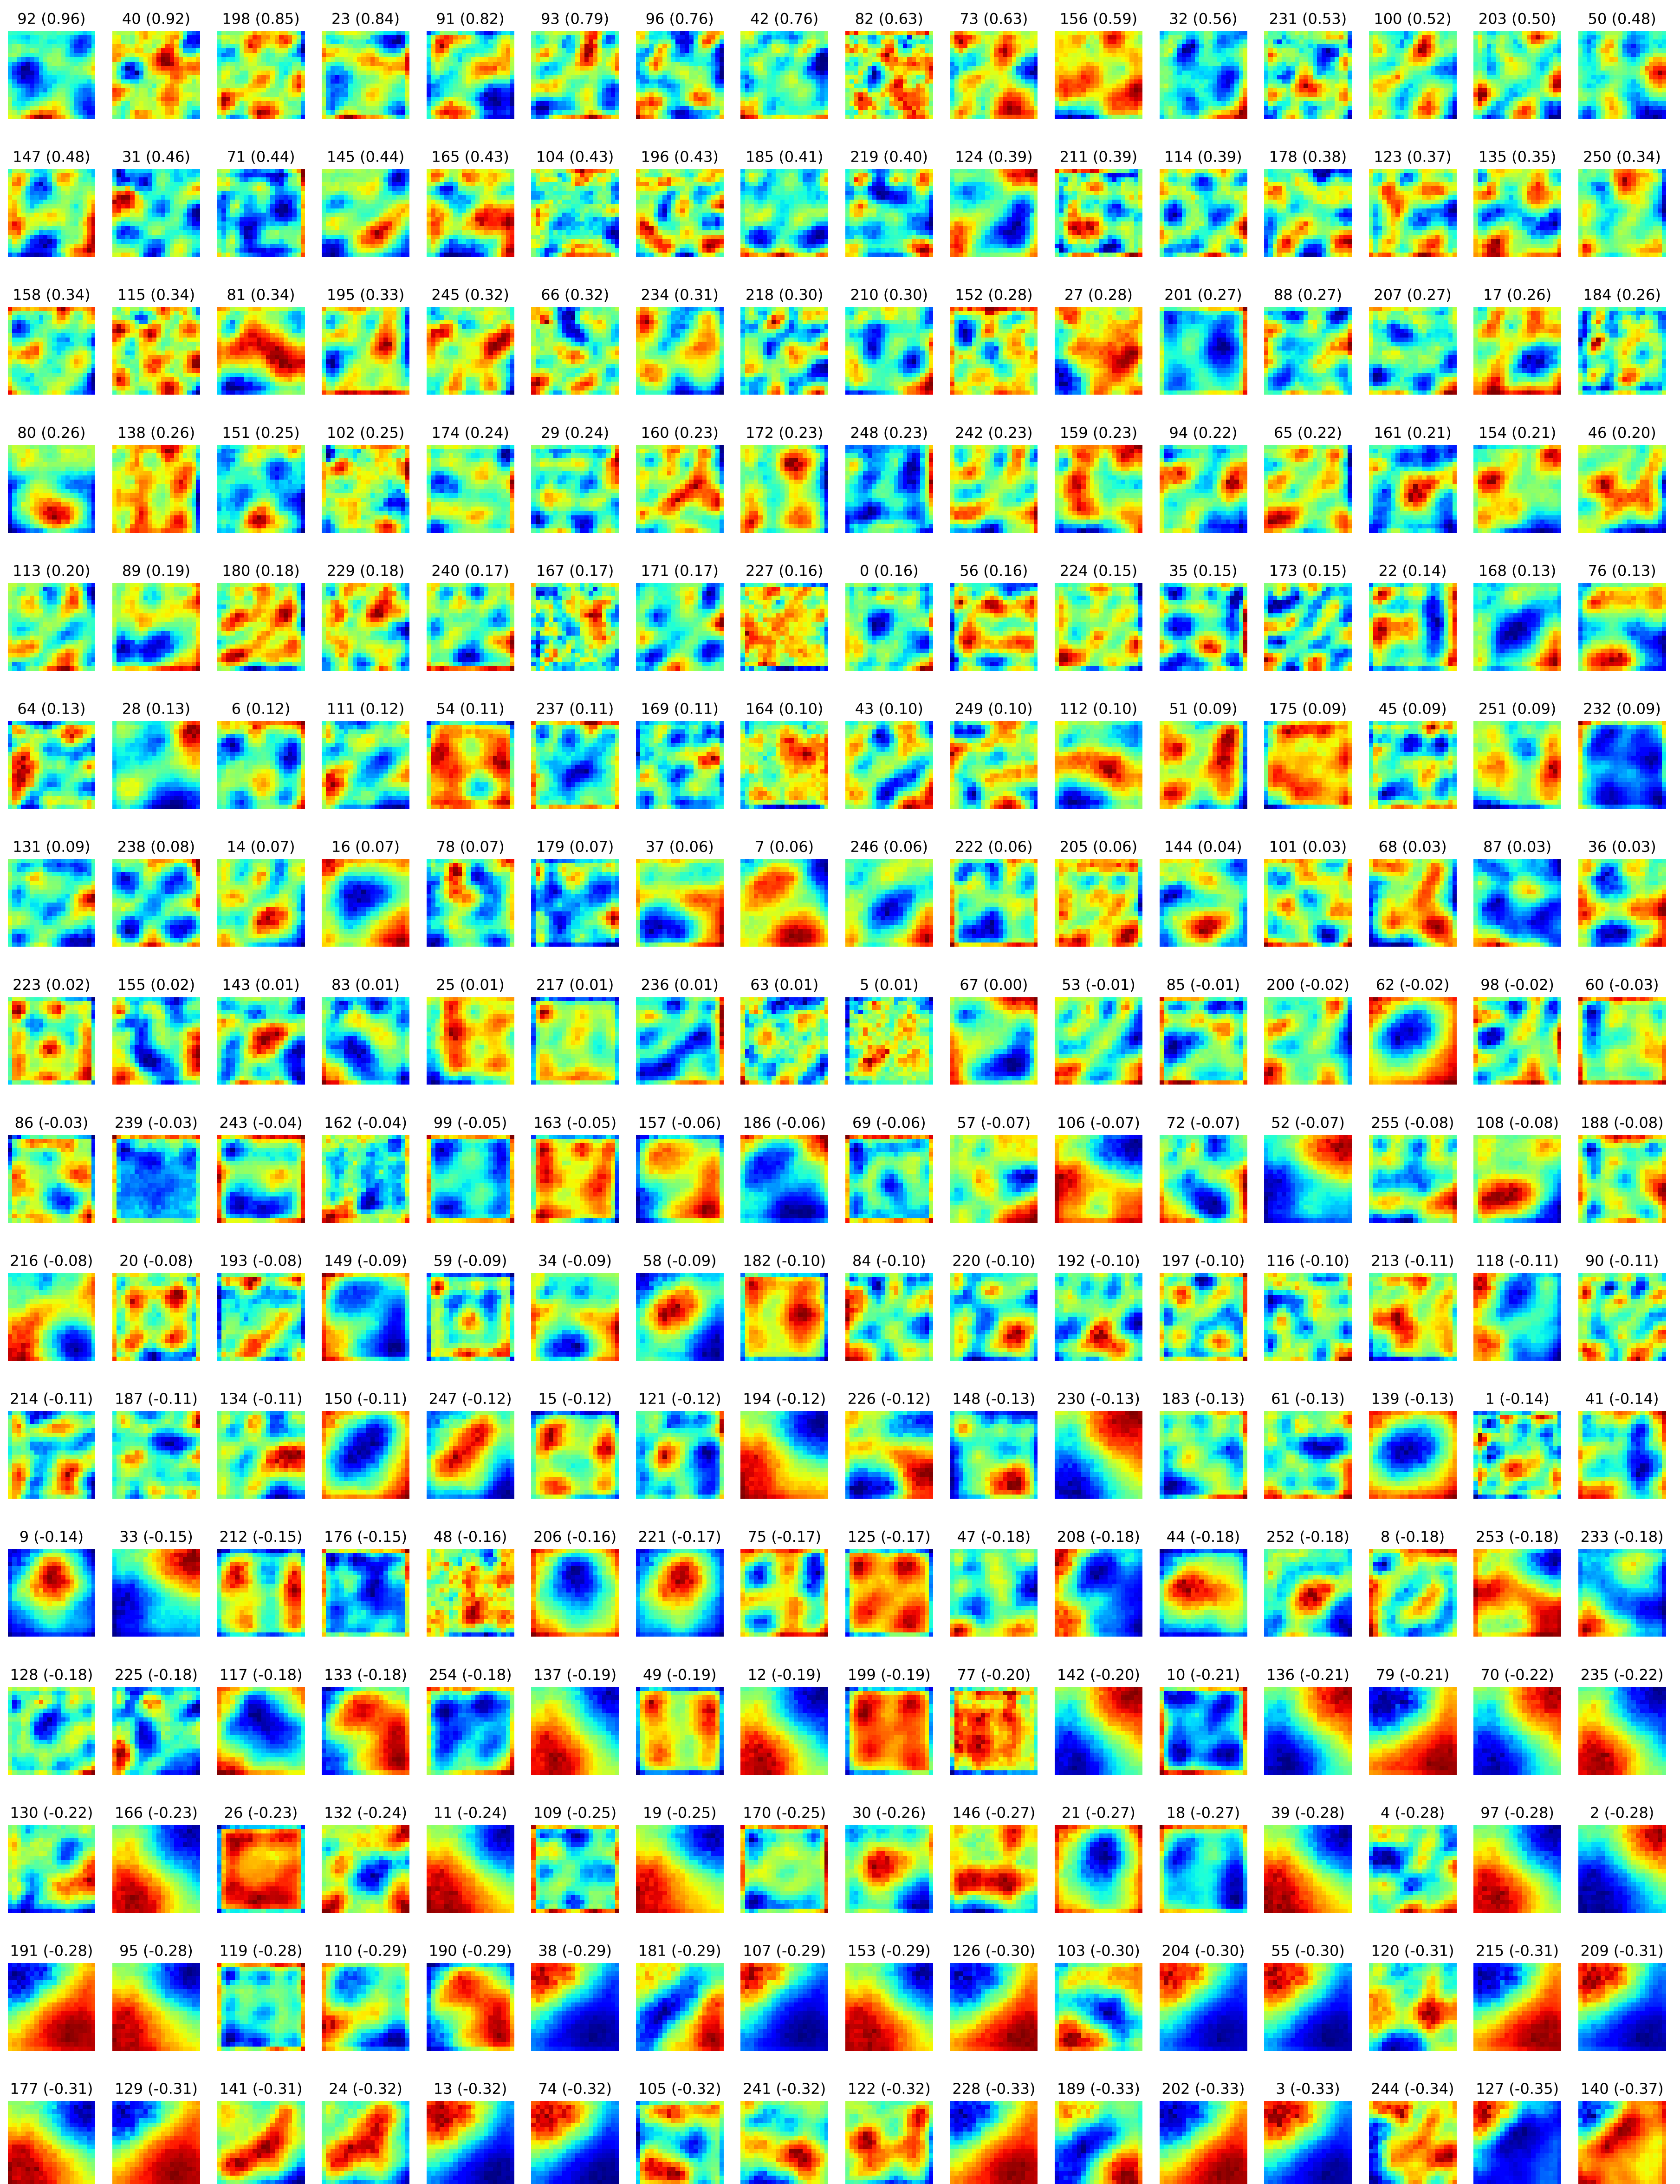 92 (0.96) 40 (0.92) 198 (0.85) 23 (0.84) 91 (0.82) 93 (0.79) 96 (0.76) 42 (0.76) 82 (0.63) 73 (0.63) 156 (0.59) 32 (0.56) 231 (0.53) 100 (0.52) 203 (0.50) 50 (0.48)
147 (0.48) 31 (0.46) 71 (0.44) 145 (0.44) 165 (0.43) 104 (0.43) 196 (0.43) 185 (0.41) 219 (0.40) 124 (0.39) 211 (0.39) 114 (0.39) 178 (0.38) 123 (0.37) 135 (0.35) 250 (0.34)
158 (0.34) 115 (0.34) 81 (0.34) 195 (0.33) 245 (0.32) 66 (0.32) 234 (0.31) 218 (0.30) 210 (0.30) 152 (0.28) 27 (0.28) 201 (0.27) 88 (0.27) 207 (0.27) 17 (0.26) 184 (0.26)
80 (0.26) 138 (0.26) 151 (0.25) 102 (0.25) 174 (0.24) 29 (0.24) 160 (0.23) 172 (0.23) 248 (0.23) 242 (0.23) 159 (0.23) 94 (0.22) 65 (0.22) 161 (0.21) 154 (0.21) 46 (0.20)
113 (0.20) 89 (0.19) 180 (0.18) 229 (0.18) 240 (0.17) 167 (0.17) 171 (0.17) 227 (0.16) 0 (0.16) 56 (0.16) 224 (0.15) 35 (0.15) 173 (0.15) 22 (0.14) 168 (0.13) 76 (0.13)
64 (0.13) 28 (0.13) 6 (0.12) 111 (0.12) 54 (0.11) 237 (0.11) 169 (0.11) 164 (0.10) 43 (0.10) 249 (0.10) 112 (0.10) 51 (0.09) 175 (0.09) 45 (0.09) 251 (0.09) 232 (0.09)
131 (0.09) 238 (0.08) 14 (0.07) 16 (0.07) 78 (0.07) 179 (0.07) 37 (0.06) 7 (0.06) 246 (0.06) 222 (0.06) 205 (0.06) 144 (0.04) 101 (0.03) 68 (0.03) 87 (0.03) 36 (0.03)
223 (0.02) 155 (0.02) 143 (0.01) 83 (0.01) 25 (0.01) 217 (0.01) 236 (0.01) 63 (0.01) 5 (0.01) 67 (0.00) 53 (-0.01) 85 (-0.01) 200 (-0.02) 62 (-0.02) 98 (-0.02) 60 (-0.03)
86 (-0.03) 239 (-0.03) 243 (-0.04) 162 (-0.04) 99 (-0.05) 163 (-0.05) 157 (-0.06) 186 (-0.06) 69 (-0.06) 57 (-0.07) 106 (-0.07) 72 (-0.07) 52 (-0.07) 255 (-0.08) 108 (-0.08) 188 (-0.08)
216 (-0.08) 20 (-0.08) 193 (-0.08) 149 (-0.09) 59 (-0.09) 34 (-0.09) 58 (-0.09) 182 (-0.10) 84 (-0.10) 220 (-0.10) 192 (-0.10) 197 (-0.10) 116 (-0.10) 213 (-0.11) 118 (-0.11) 90 (-0.11)
214 (-0.11) 187 (-0.11) 134 (-0.11) 150 (-0.11) 247 (-0.12) 15 (-0.12) 121 (-0.12) 194 (-0.12) 226 (-0.12) 148 (-0.13) 230 (-0.13) 183 (-0.13) 61 (-0.13) 139 (-0.13) 1 (-0.14) 41 (-0.14)
9 (-0.14) 33 (-0.15) 212 (-0.15) 176 (-0.15) 48 (-0.16) 206 (-0.16) 221 (-0.17) 75 (-0.17) 125 (-0.17) 47 (-0.18) 208 (-0.18) 44 (-0.18) 252 (-0.18) 8 (-0.18) 253 (-0.18) 233 (-0.18)
128 (-0.18) 225 (-0.18) 117 (-0.18) 133 (-0.18) 254 (-0.18) 137 (-0.19) 49 (-0.19) 12 (-0.19) 199 (-0.19) 77 (-0.20) 142 (-0.20) 10 (-0.21) 136 (-0.21) 79 (-0.21) 70 (-0.22) 235 (-0.22)
130 (-0.22) 166 (-0.23) 26 (-0.23) 132 (-0.24) 11 (-0.24) 109 (-0.25) 19 (-0.25) 170 (-0.25) 30 (-0.26) 146 (-0.27) 21 (-0.27) 18 (-0.27) 39 (-0.28) 4 (-0.28) 97 (-0.28) 2 (-0.28)
191 (-0.28) 95 (-0.28) 119 (-0.28) 110 (-0.29) 190 (-0.29) 38 (-0.29) 181 (-0.29) 107 (-0.29) 153 (-0.29) 126 (-0.30) 103 (-0.30) 204 (-0.30) 55 (-0.30) 120 (-0.31) 215 (-0.31) 209 (-0.31)
177 (-0.31) 129 (-0.31) 141 (-0.31) 24 (-0.32) 13 (-0.32) 74 (-0.32) 105 (-0.32) 241 (-0.32) 122 (-0.32) 228 (-0.33) 189 (-0.33) 202 (-0.33) 3 (-0.33) 244 (-0.34) 127 (-0.35) 140 (-0.37)